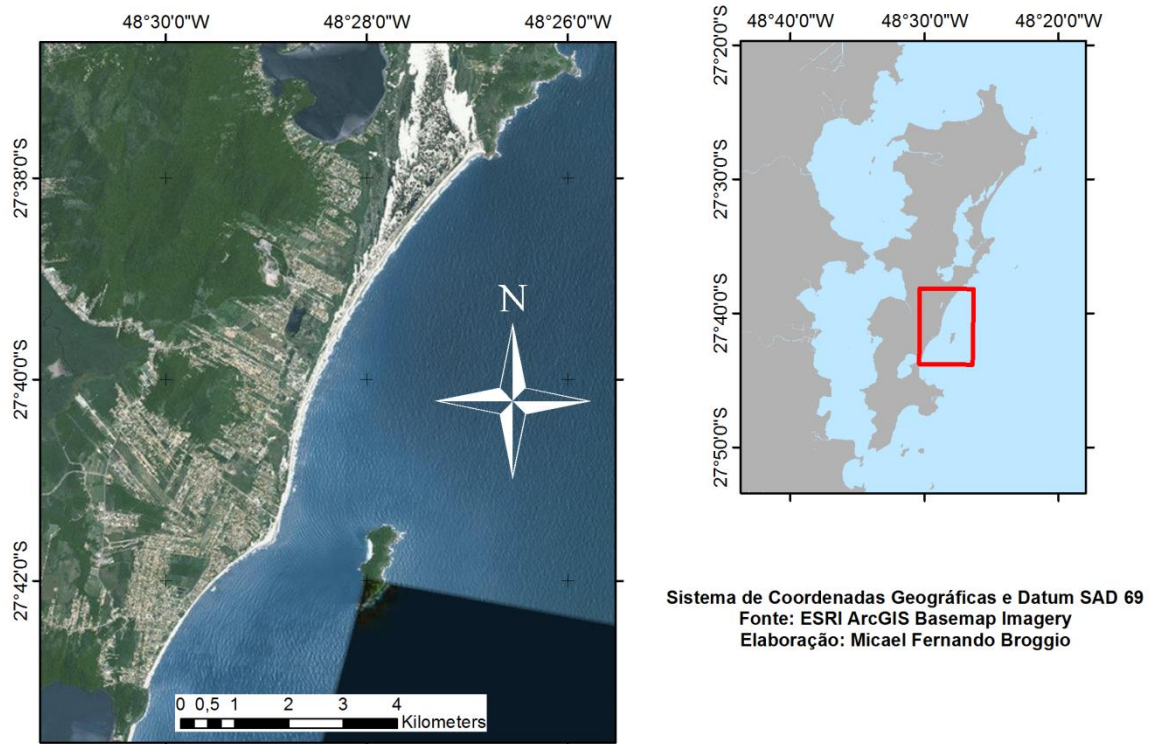 48°30'0"W 48°28'0"W 48°26'0"W
27°38'0"S
27°40'0"S
27°42'0"S
N
0 0,5 1 2 3 4
Kilometers
48°40'0"W 48°30'0"W 48°20'0"W
27°20'0"S
27°30'0"S
27°40'0"S
27°50'0"S
Sistema de Coordenadas Geográficas e Datum SAD 69
Fonte: ESRI ArcGIS Basemap Imagery
Elaboração: Micael Fernando Broggio